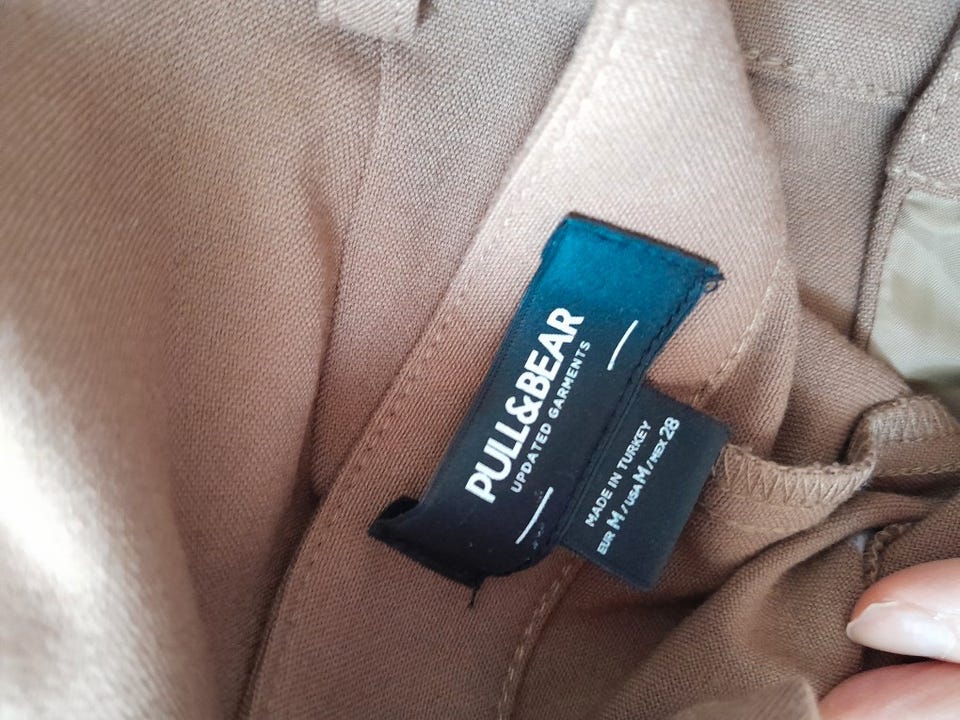 PULL&BEAR
UPDATED GARMENTS
MADE IN TURKEY
EUR M / USA M / MEX 28